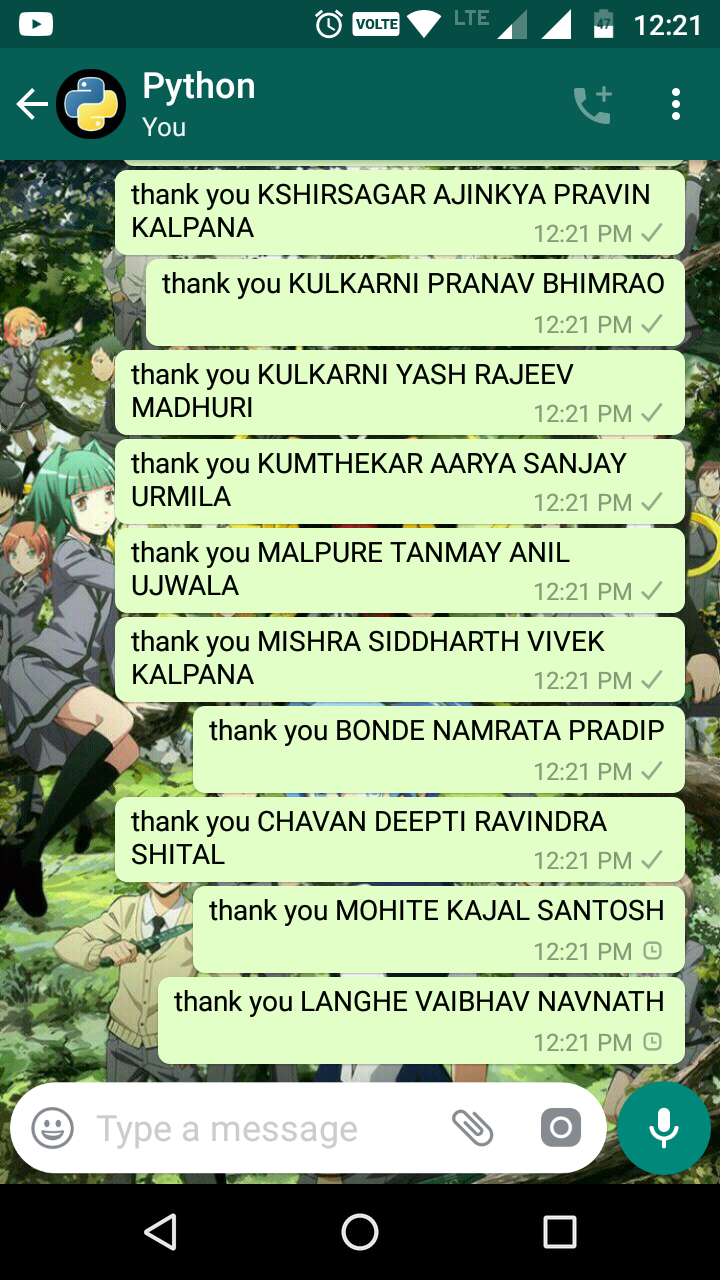 VOLTE LTE 47 12:21
Python
You
thank you KSHIRSAGAR AJINKYA PRAVIN
KALPANA
12:21 PM
thank you KULKARNI PRANAV BHIMRAO
12:21 PM
thank you KULKARNI YASH RAJEEV
MADHURI
12:21 PM
thank you KUMTHEKAR AARYA SANJAY
URMILA
12:21 PM
thank you MALPURE TANMAY ANIL
UJWALA
12:21 PM
thank you MISHRA SIDDHARTH VIVEK
KALPANA
12:21 PM
thank you BONDE NAMRATA PRADIP
12:21 PM
thank you CHAVAN DEEPTI RAVINDRA
SHITAL
12:21 PM
thank you MOHITE KAJAL SANTOSH
12:21 PM
thank you LANGHE VAIBHAV NAVNATH
12:21 PM
Type a message